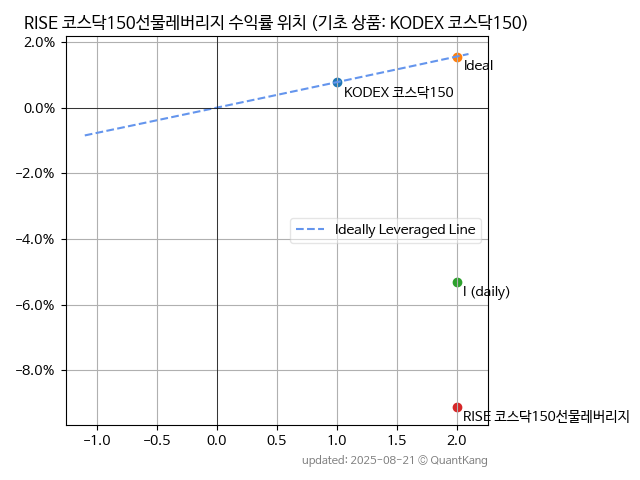 RISE 코스닥150선물레버리지 수익률 위치 (기초 상품: KODEX 코스닥150)
2.0%
0.0%
−2.0%
−4.0%
−6.0%
−8.0%
Ideal
KODEX 코스닥150
Ideally Leveraged Line
l (daily)
RISE 코스닥150선물레버리지
−1.0 −0.5 0.0 0.5 1.0 1.5 2.0
updated: 2025-08-21 © QuantKang